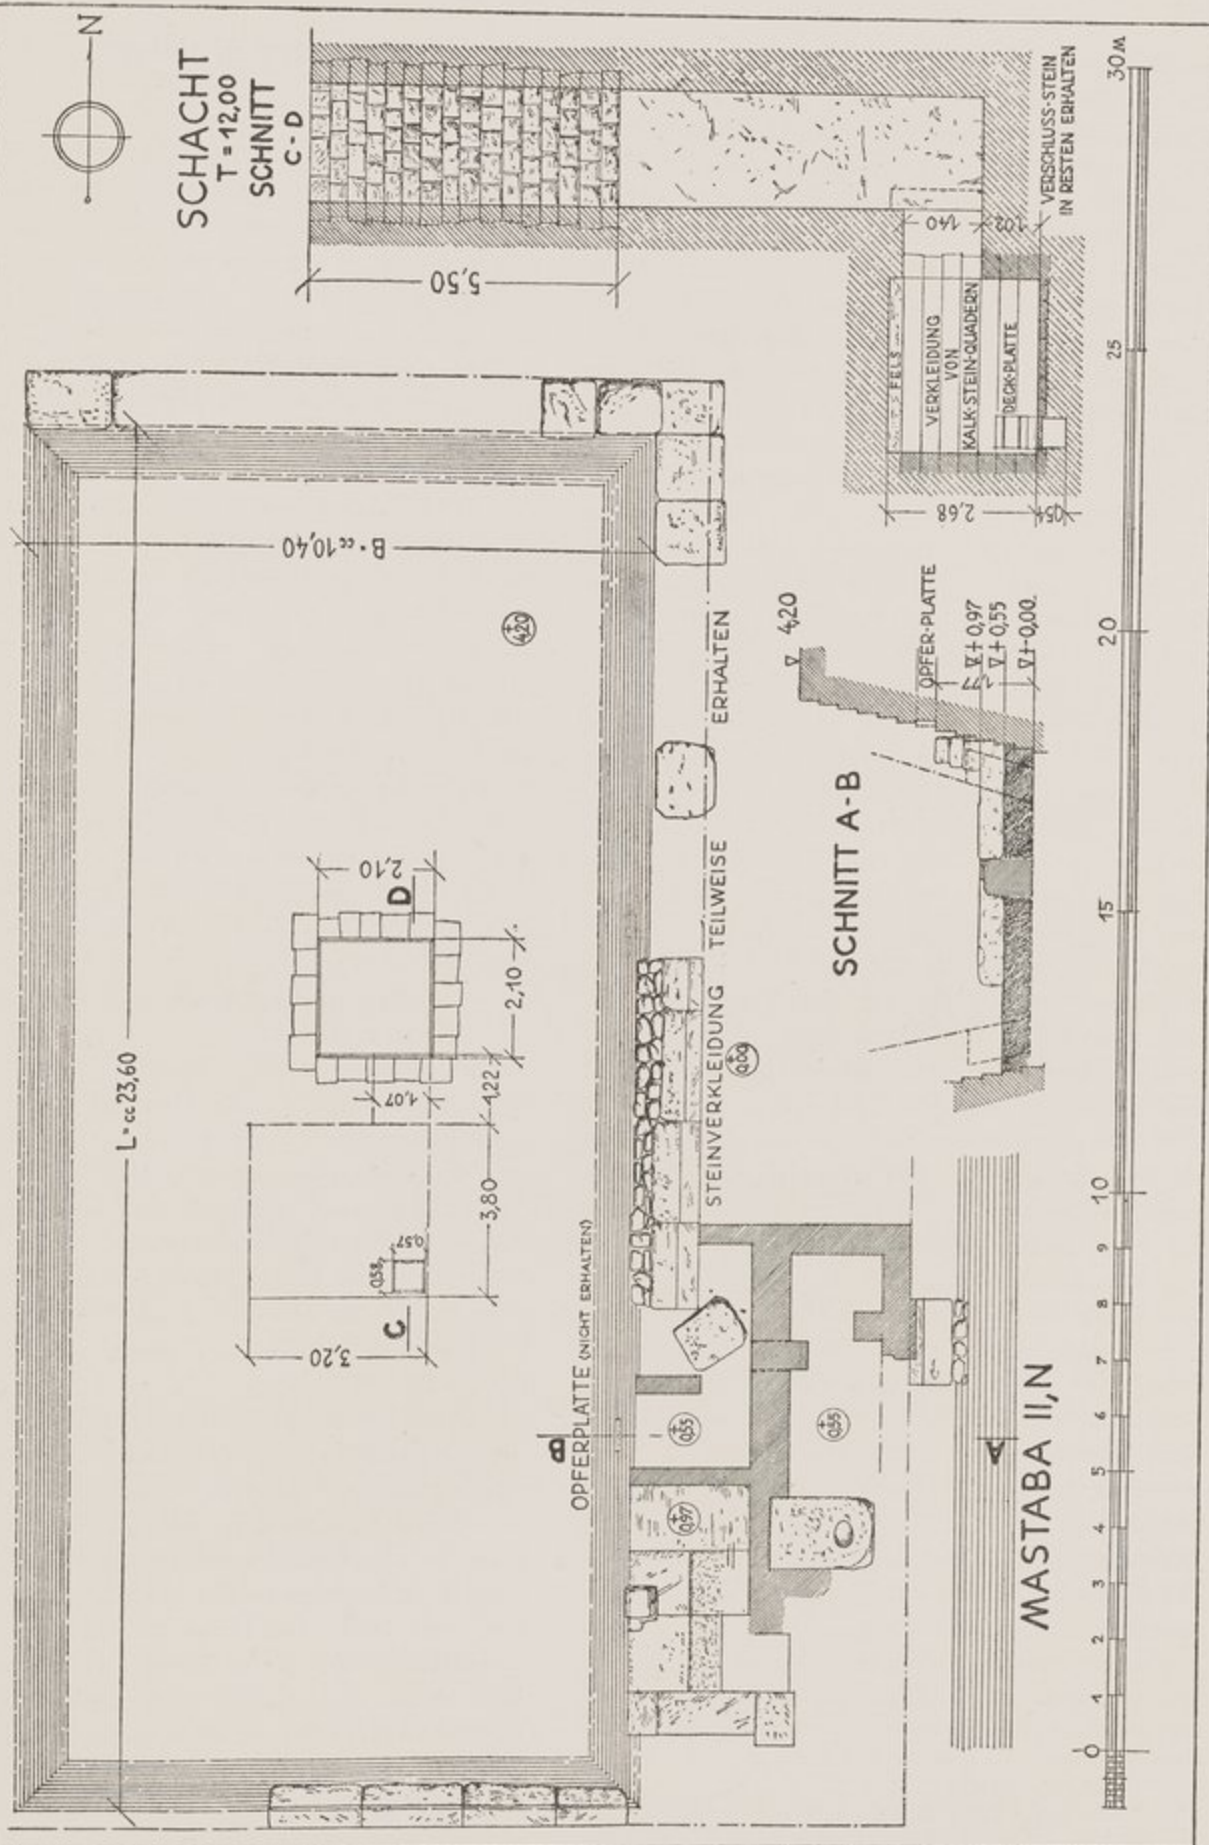 N
SCHACHT
T = 12,00
SCHNITT
C - D
5,50
1,40
1,02
VERSCHLUSS-STEIN
IN RESTEN ERHALTEN
FELS
VERKLEIDUNG
VON
KALK-STEIN-QUADERN
DECK-PLATTE
2,68
0,54
L = cc 23,60
B = cc 10,40
+
4,20
2,10
D
2,10
1,07
1,22
3,80
0,57
0,58
C
3,20
STEINVERKLEIDUNG TEILWEISE ERHALTEN
0,00
OPFERPLATTE (NICHT ERHALTEN)
B
+
0,55
+
0,97
+
0,55
A
SCHNITT A-B
4,20
OPFER-PLATTE
1,77
+ 0,97
+ 0,55
+ 0,00
MASTABA II,N
0 1 2 3 4 5 6 7 8 9 10 15 20 25 30 M